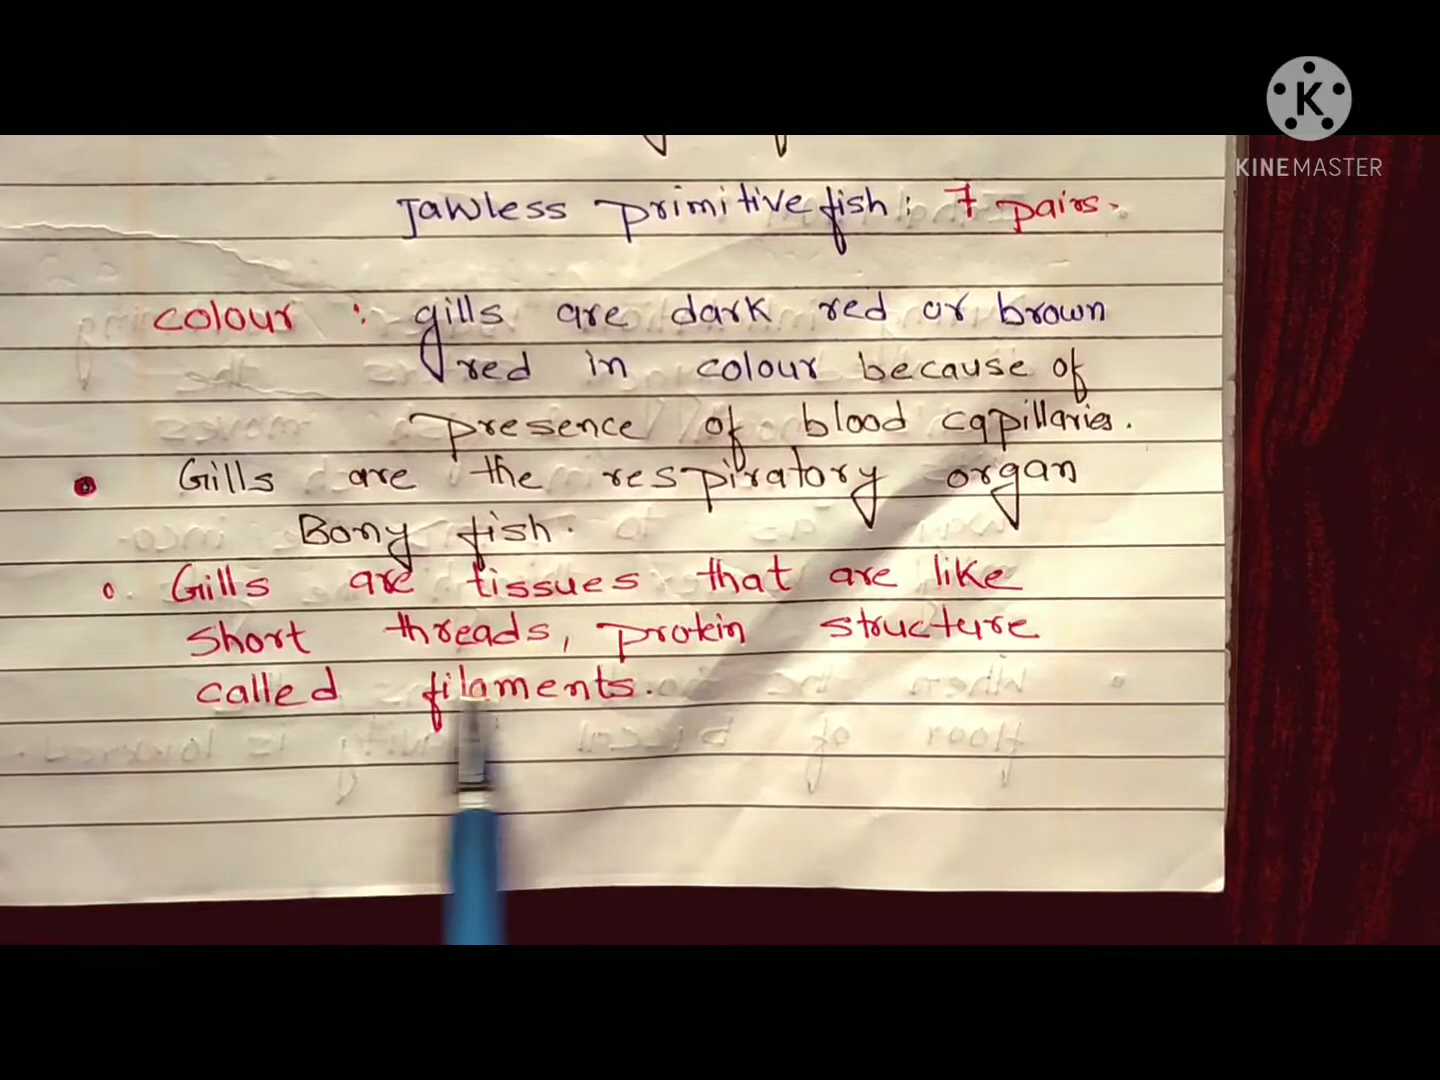 K
KINEMASTER
Jawless primitive fish : 7 pairs.
colour : gills are dark red or brown
red in colour because of
presence of blood capillaries.
• Gills are the respiratory organ
Bony fish.
o. Gills are tissues that are like
short threads, protein structure
called filaments.